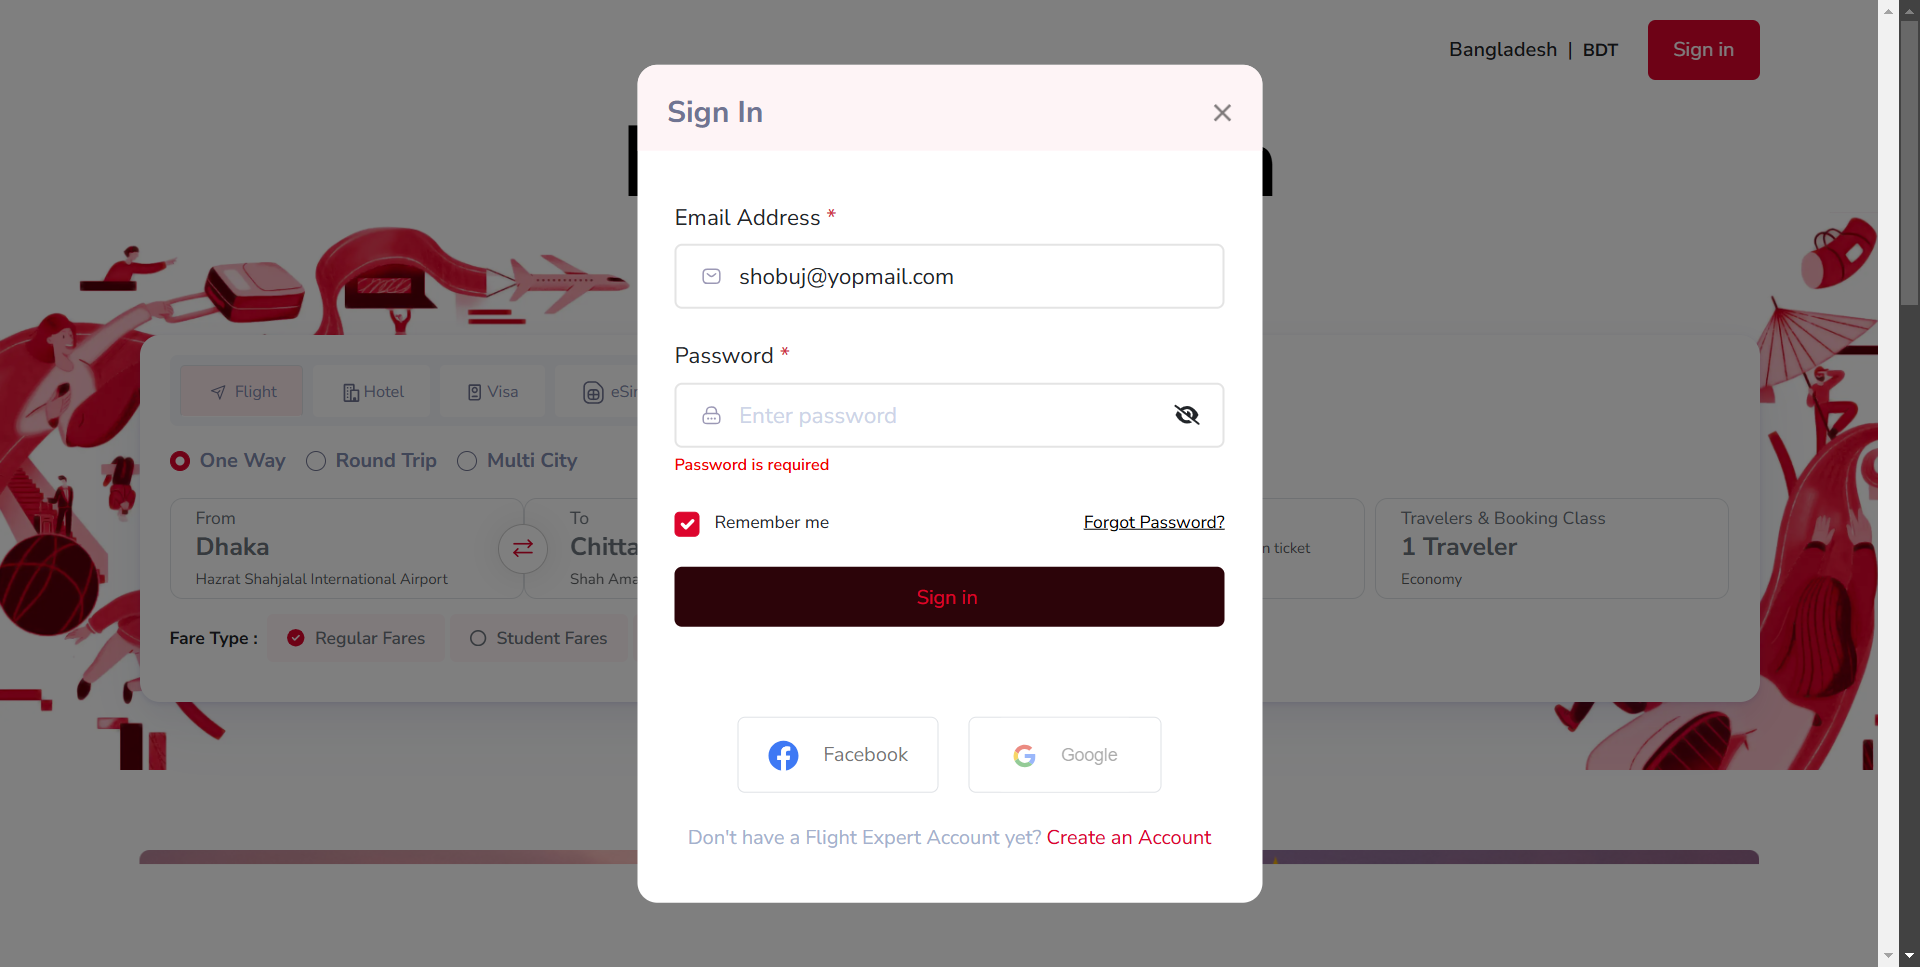 Bangladesh | BDT
Sign in
Sign In
Email Address *
shobuj@yopmail.com
Password *
Enter password
Password is required
Remember me
Forgot Password?
Sign in
Facebook
Google
Don't have a Flight Expert Account yet? Create an Account
Flight
Hotel
Visa
One Way
Round Trip
Multi City
From
Dhaka
Hazrat Shahjalal International Airport
To
Shah
ticket
Travelers & Booking Class
1 Traveler
Economy
Fare Type :
Regular Fares
Student Fares